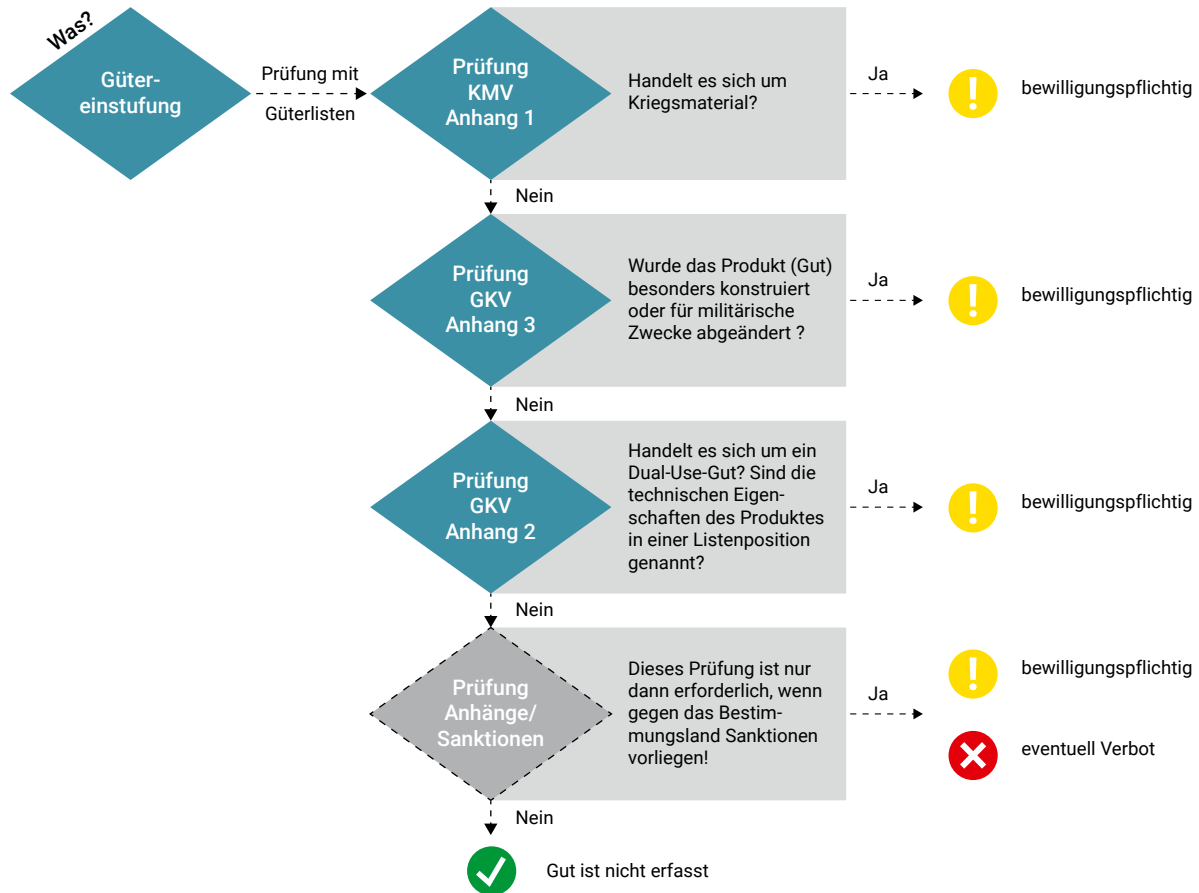 Was?
Güter-
einstufung
Prüfung mit
Güterlisten
Prüfung
KMV
Anhang 1
Handelt es sich um
Kriegsmaterial?
Ja
bewilligungspflichtig
Nein
Prüfung
GKV
Anhang 3
Wurde das Produkt (Gut)
besonders konstruiert
oder für militärische
Zwecke abgeändert ?
Ja
bewilligungspflichtig
Nein
Prüfung
GKV
Anhang 2
Handelt es sich um ein
Dual-Use-Gut? Sind die
technischen Eigen-
schaften des Produktes
in einer Listenposition
genannt?
Ja
bewilligungspflichtig
Nein
Prüfung
Anhänge/
Sanktionen
Dieses Prüfung ist nur
dann erforderlich, wenn
gegen das Bestim-
mungsland Sanktionen
vorliegen!
Ja
bewilligungspflichtig
eventuell Verbot
Nein
Gut ist nicht erfasst